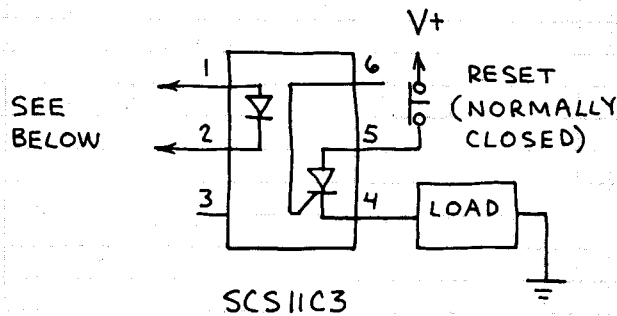 V+
1
6
RESET
(NORMALLY
CLOSED)
SEE
BELOW
2
5
3
4
LOAD
SCS11C3